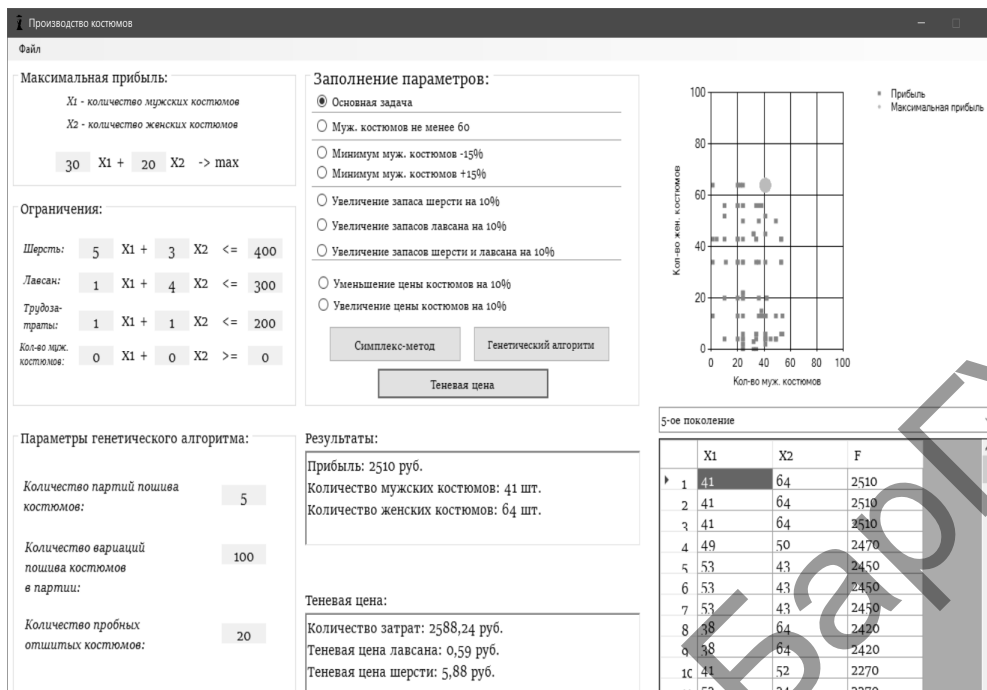 Производство костюмов
Файл
Максимальная прибыль:
X1 - количество мужских костюмов
X2 - количество женских костюмов
30 X1 + 20 X2 -> max
Ограничения:
Шерсть: 5 X1 + 3 X2 <= 400
Лавсан: 1 X1 + 4 X2 <= 300
Трудоза-
траты: 1 X1 + 1 X2 <= 200
Кол-во муж.
костюмов: 0 X1 + 0 X2 >= 0
Заполнение параметров:
Основная задача
Муж. костюмов не менее 60
Минимум муж. костюмов -15%
Минимум муж. костюмов +15%
Увеличение запаса шерсти на 10%
Увеличение запасов лавсана на 10%
Увеличение запасов шерсти и лавсана на 10%
Уменьшение цены костюмов на 10%
Увеличение цены костюмов на 10%
Симплекс-метод Генетический алгоритм
Теневая цена
Кол-во жен. костюмов
100
80
60
40
20
0
0 20 40 60 80 100
Кол-во муж. костюмов
Прибыль
Максимальная прибыль
Параметры генетического алгоритма:
Количество партий пошива
костюмов: 5
Количество вариаций
пошива костюмов
в партии: 100
Количество пробных
отшитых костюмов: 20
Результаты:
Прибыль: 2510 руб.
Количество мужских костюмов: 41 шт.
Количество женских костюмов: 64 шт.
Теневая цена:
Количество затрат: 2588,24 руб.
Теневая цена лавсана: 0,59 руб.
Теневая цена шерсти: 5,88 руб.
5-ое поколение
X1 X2 F
1 41 64 2510
2 41 64 2510
3 41 64 2510
4 49 50 2470
5 53 43 2450
6 53 43 2450
7 53 43 2450
8 38 64 2420
9 38 64 2420
10 41 52 2270
БарГУ